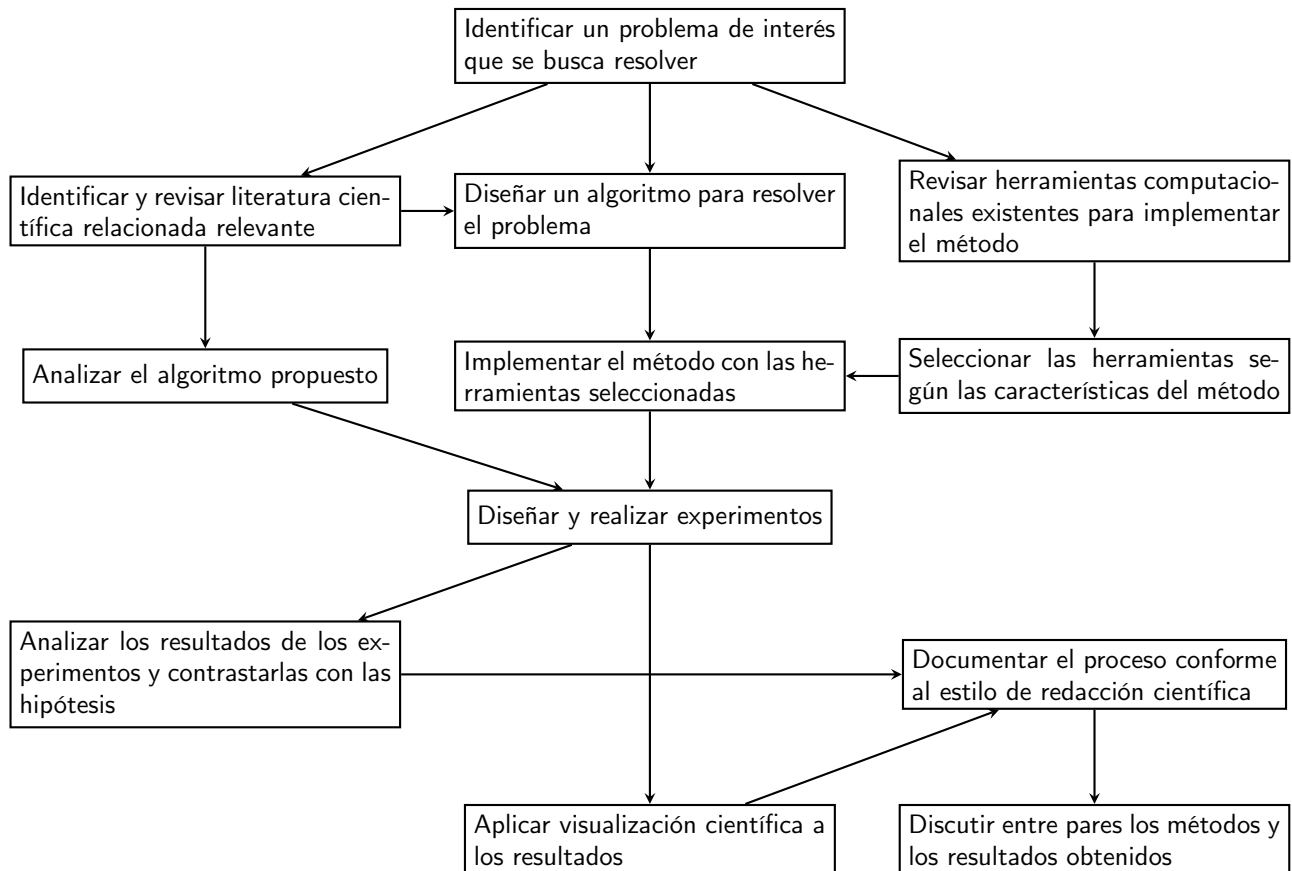 Identificar un problema de interés
que se busca resolver
Identificar y revisar literatura cien-
tífica relacionada relevante
Diseñar un algoritmo para resolver
el problema
Revisar herramientas computacio-
nales existentes para implementar
el método
Analizar el algoritmo propuesto
Implementar el método con las he-
rramientas seleccionadas
Seleccionar las herramientas se-
gún las características del método
Diseñar y realizar experimentos
Analizar los resultados de los ex-
perimentos y contrastarlas con las
hipótesis
Documentar el proceso conforme
al estilo de redacción científica
Aplicar visualización científica a
los resultados
Discutir entre pares los métodos y
los resultados obtenidos